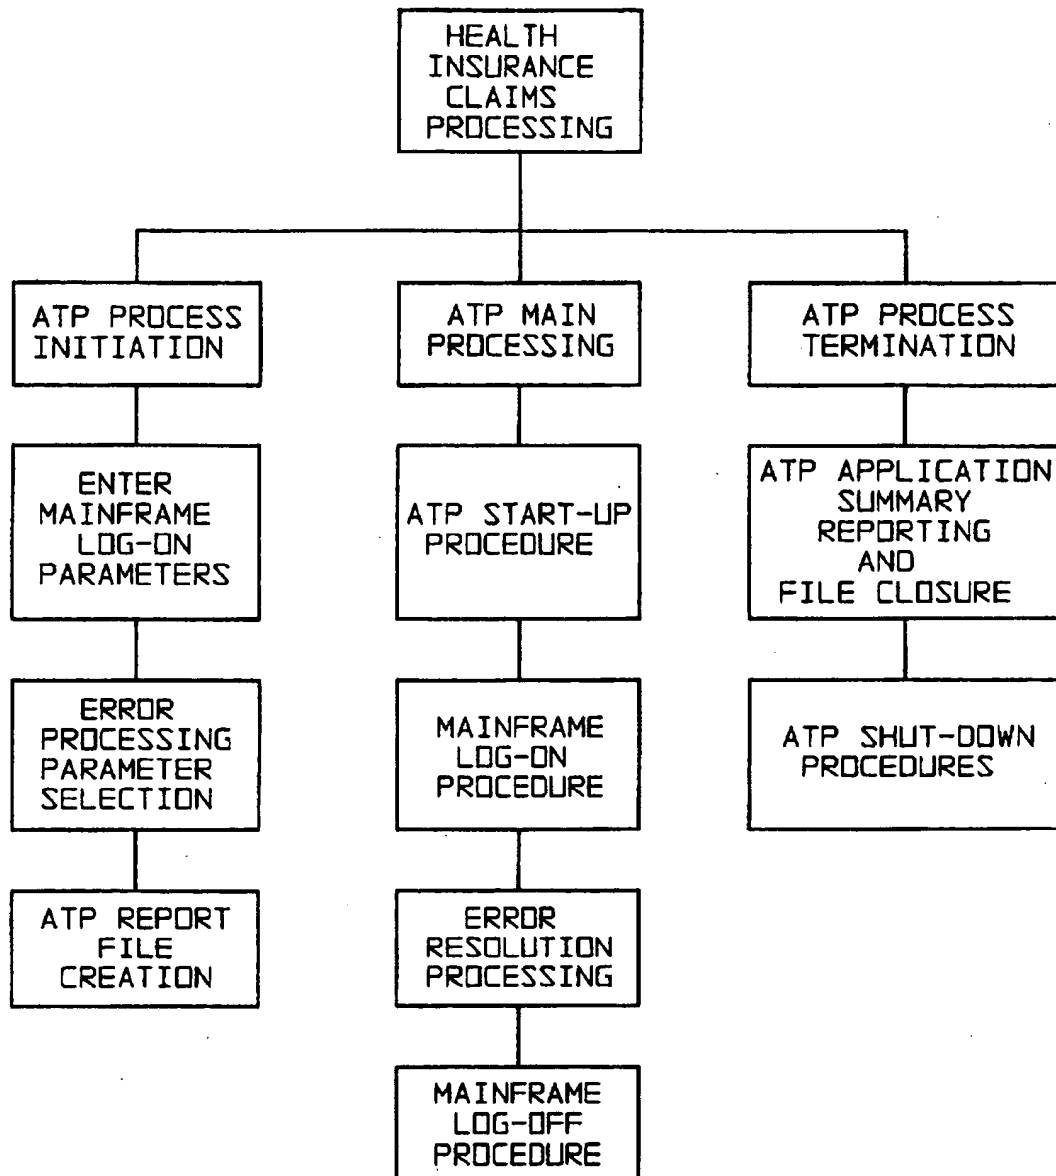 HEALTH
INSURANCE
CLAIMS
PROCESSING
ATP PROCESS
INITIATION
ATP MAIN
PROCESSING
ATP PROCESS
TERMINATION
ENTER
MAINFRAME
LOG-ON
PARAMETERS
ATP START-UP
PROCEDURE
ATP APPLICATION
SUMMARY
REPORTING
AND
FILE CLOSURE
ERROR
PROCESSING
PARAMETER
SELECTION
MAINFRAME
LOG-ON
PROCEDURE
ATP SHUT-DOWN
PROCEDURES
ATP REPORT
FILE
CREATION
ERROR
RESOLUTION
PROCESSING
MAINFRAME
LOG-OFF
PROCEDURE